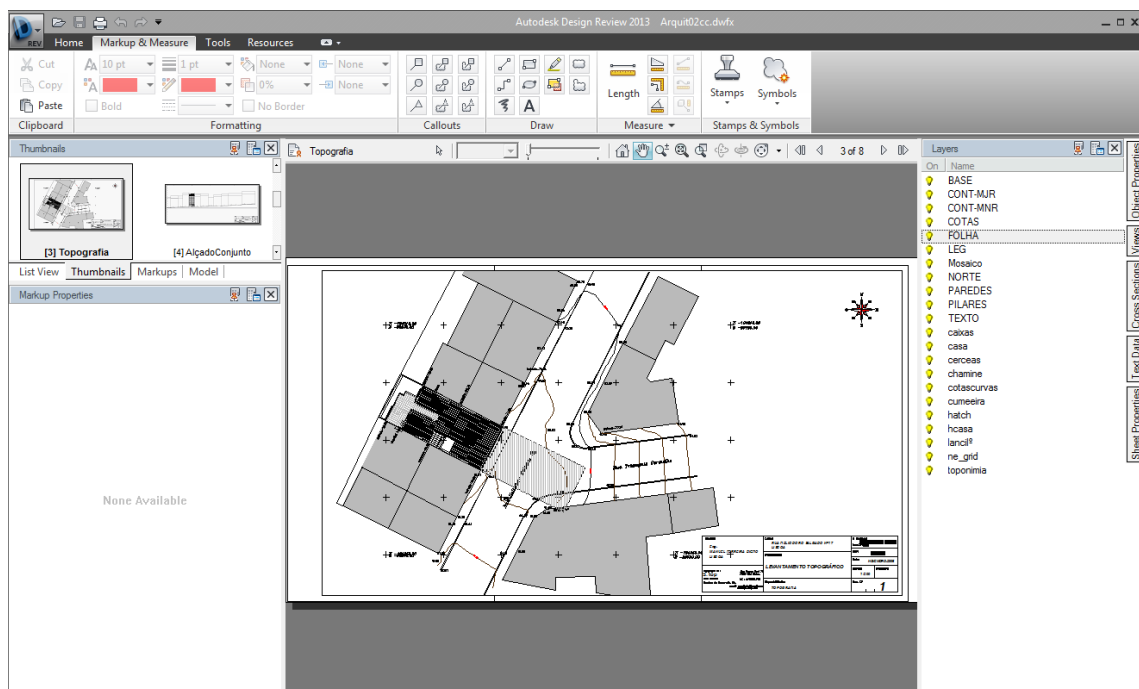 Autodesk Design Review 2013 Arquit02cc.dwfx
REV
Home Markup & Measure Tools Resources
Cut
Copy
Paste
Clipboard
10 pt
1 pt
None
None
0%
None
Bold
No Border
Formatting
Callouts
Draw
Length
Measure
Stamps
Symbols
Stamps & Symbols
Thumbnails
[3] Topografia
[4] AlçadoConjunto
List View Thumbnails Markups Model
Markup Properties
None Available
Topografia
3 of 8
LEVANTAMENTO TOPOGRÁFICO
TOPOGRAFIA
1
Layers
On Name
BASE
CONT-MJR
CONT-MNR
COTAS
FOLHA
LEG
Mosaico
NORTE
PAREDES
PILARES
TEXTO
caixas
casa
cerceas
chamine
cotascurvas
cumeeira
hatch
hcasa
lancilº
ne_grid
toponimia
Object Properties
Views
Cross Sections
Text Data
Sheet Properties